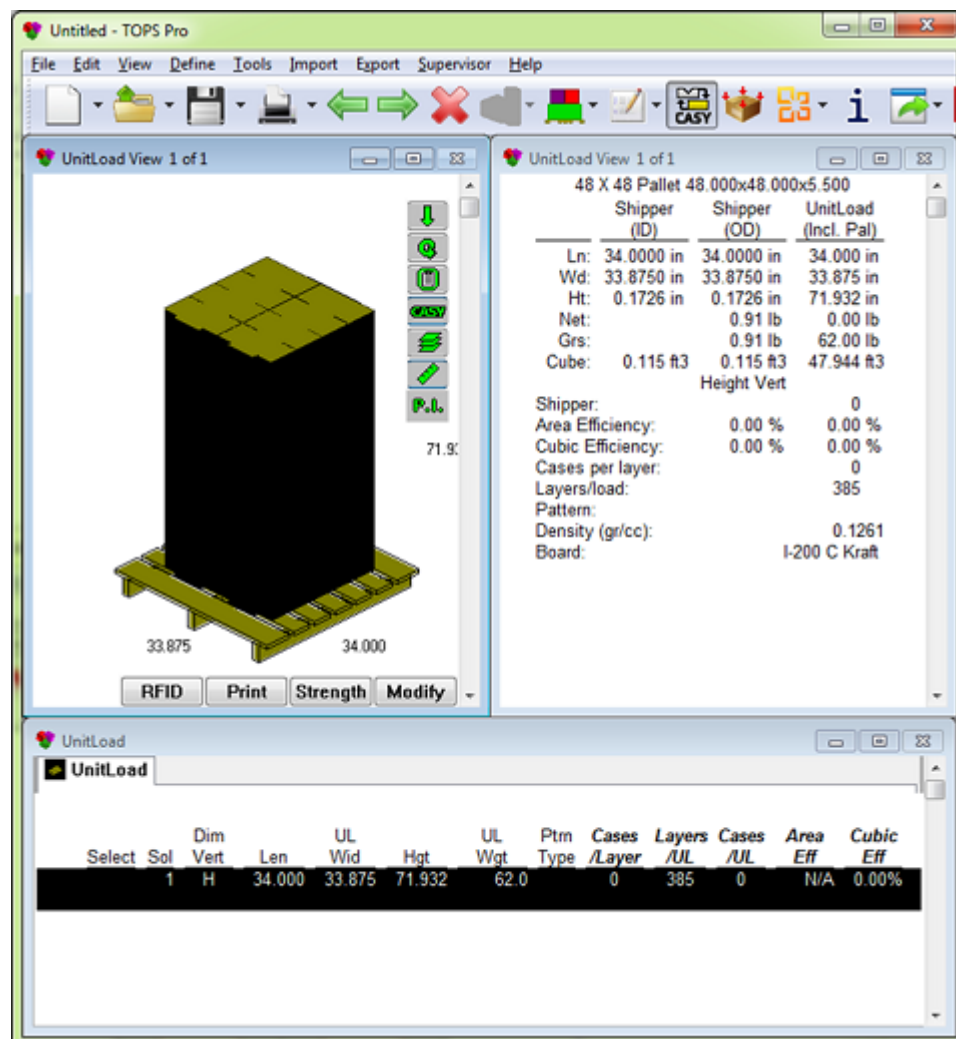 Untitled - TOPS Pro
File Edit View Define Tools Import Export Supervisor Help
CASY
UnitLoad View 1 of 1
CASY
P.I.
71.93
33.875 34.000
RFID Print Strength Modify
UnitLoad View 1 of 1
48 X 48 Pallet 48.000x48.000x5.500
Shipper Shipper UnitLoad
(ID) (OD) (Incl. Pal)
Ln: 34.0000 in 34.0000 in 34.000 in
Wd: 33.8750 in 33.8750 in 33.875 in
Ht: 0.1726 in 0.1726 in 71.932 in
Net: 0.91 lb 0.00 lb
Grs: 0.91 lb 62.00 lb
Cube: 0.115 ft3 0.115 ft3 47.944 ft3
Height Vert
Shipper: 0
Area Efficiency: 0.00 % 0.00 %
Cubic Efficiency: 0.00 % 0.00 %
Cases per layer: 0
Layers/load: 385
Pattern:
Density (gr/cc): 0.1261
Board: I-200 C Kraft
UnitLoad
UnitLoad
Dim UL UL Ptrn Cases Layers Cases Area Cubic
Select Sol Vert Len Wid Hgt Wgt Type /Layer /UL /UL Eff Eff
1 H 34.000 33.875 71.932 62.0 0 385 0 N/A 0.00%